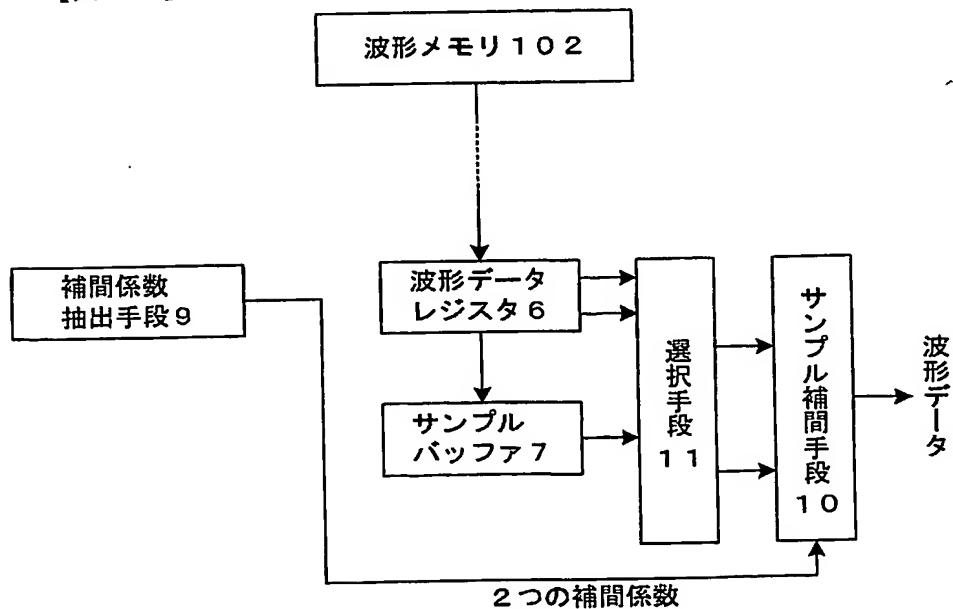 波形メモリ102
補間係数
抽出手段9
波形データ
レジスタ6
サンプル
バッファ7
選択手段
11
サンプル補間手段
10
波形データ
2つの補間係数